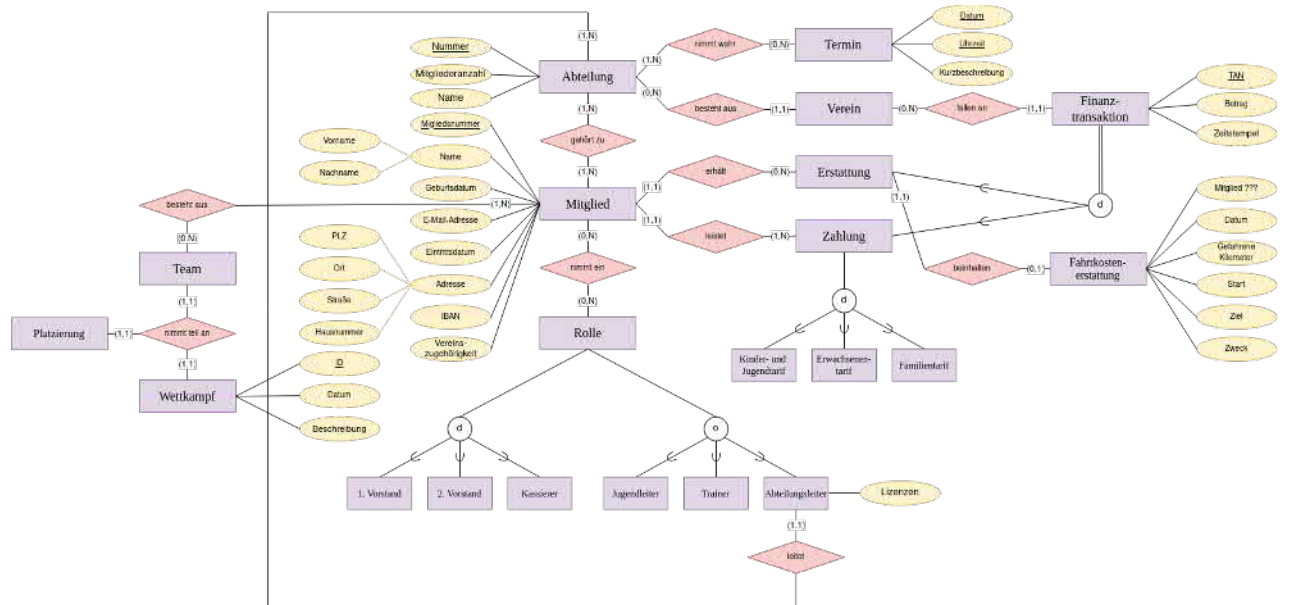 Datum
Nummer
(1,N)
nimmt wahr
(0,N)
Termin
Uhrzeit
Mitgliederanzahl
Abteilung
(1,N)
Kurzbeschreibung
TAN
Name
(0,N)
besteht aus
(1,1)
Verein
(0,N)
fallen an
(1,1)
Finanz-
transaktion
Betrag
(1,N)
Zeitstempel
Migliedsnummer
Vorname
gehört zu
Name
Nachname
(1,N)
erhält
(0,N)
Erstattung
Geburtsdatum
(1,1)
(1,1)
Mitglied ???
besteht aus
(1,N)
Mitglied
d
E-Mail-Adresse
(1,1)
Datum
(0,N)
PLZ
(0,N)
leistet
(1,N)
Zahlung
Eintrittsdatum
Gefahrene
Kilometer
Team
Ort
nimmt ein
beinhalten
(0,1)
Fahrtkosten-
erstattung
Adresse
Start
Straße
(0,N)
d
(1,1)
IBAN
Ziel
Platzierung
(1,1)
nimmt teil an
Hausnummer
Rolle
Vereins-
zugehörigkeit
Zweck
(1,1)
ID
Kinder- und
Jugendtarif
Erwachsenen-
tarif
Familientarif
Wettkampf
Datum
Beschreibung
d
o
1. Vorstand
2. Vorstand
Kassierer
Jugendleiter
Trainer
Abteilungsleiter
Lizenzen
(1,1)
leitet